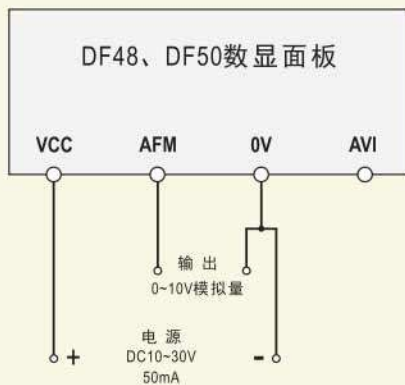 DF48、DF50数显面板
VCC AFM 0V AVI
输出
0~10V模拟量
电源
+ DC10~30V -
50mA